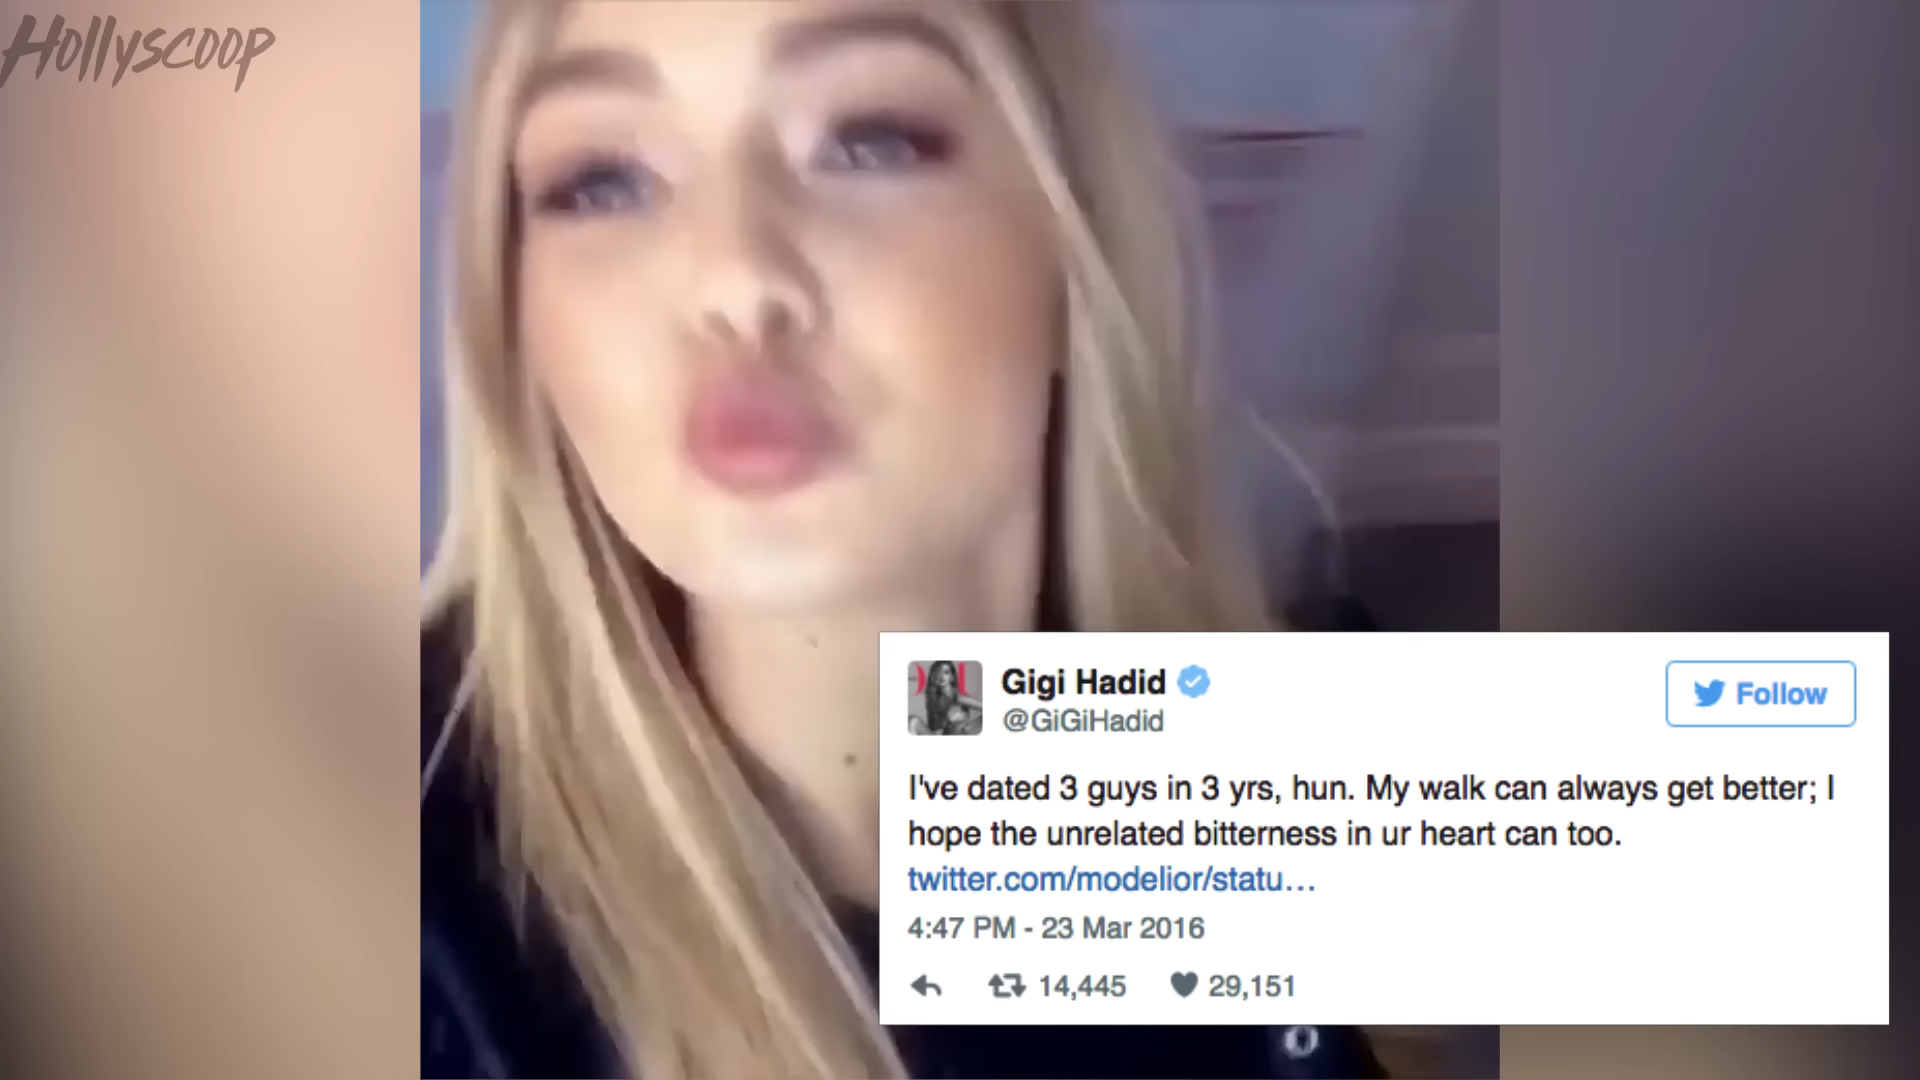 Hollyscoop
Gigi Hadid
@GiGiHadid
Follow
I've dated 3 guys in 3 yrs, hun. My walk can always get better; I
hope the unrelated bitterness in ur heart can too.
twitter.com/modelior/statu…
4:47 PM - 23 Mar 2016
14,445 29,151